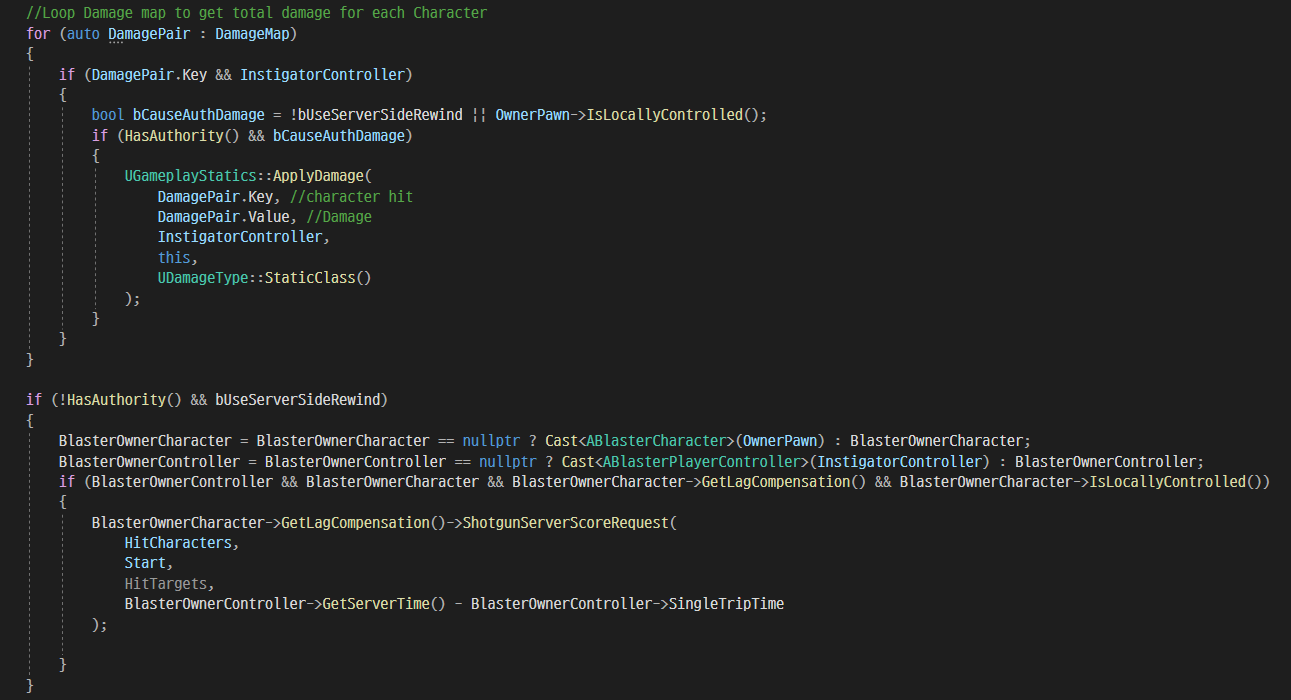 //Loop Damage map to get total damage for each Character
for (auto DamagePair : DamageMap)
{
    if (DamagePair.Key && InstigatorController)
    {
        bool bCauseAuthDamage = !bUseServerSideRewind || OwnerPawn->IsLocallyControlled();
        if (HasAuthority() && bCauseAuthDamage)
        {
            UGameplayStatics::ApplyDamage(
                DamagePair.Key, //character hit
                DamagePair.Value, //Damage
                InstigatorController,
                this,
                UDamageType::StaticClass()
            );
        }
    }
}

if (!HasAuthority() && bUseServerSideRewind)
{
    BlasterOwnerCharacter = BlasterOwnerCharacter == nullptr ? Cast<ABlasterCharacter>(OwnerPawn) : BlasterOwnerCharacter;
    BlasterOwnerController = BlasterOwnerController == nullptr ? Cast<ABlasterPlayerController>(InstigatorController) : BlasterOwnerController;
    if (BlasterOwnerController && BlasterOwnerCharacter && BlasterOwnerCharacter->GetLagCompensation() && BlasterOwnerCharacter->IsLocallyControlled())
    {
        BlasterOwnerCharacter->GetLagCompensation()->ShotgunServerScoreRequest(
            HitCharacters,
            Start,
            HitTargets,
            BlasterOwnerController->GetServerTime() - BlasterOwnerController->SingleTripTime
        );

    }
}